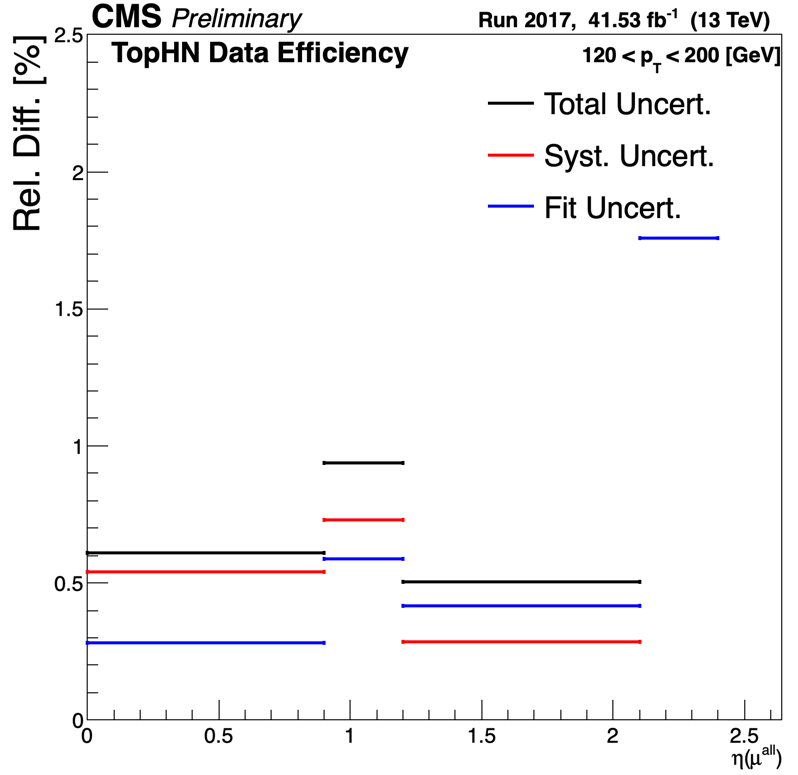 CMS Preliminary
Run 2017, 41.53 fb⁻¹ (13 TeV)
TopHN Data Efficiency
120 < p_T < 200 [GeV]
Total Uncert.
Syst. Uncert.
Fit Uncert.
Rel. Diff. [%]
2.5
2
1.5
1
0.5
0
0 0.5 1 1.5 2 2.5
η(μ^all)